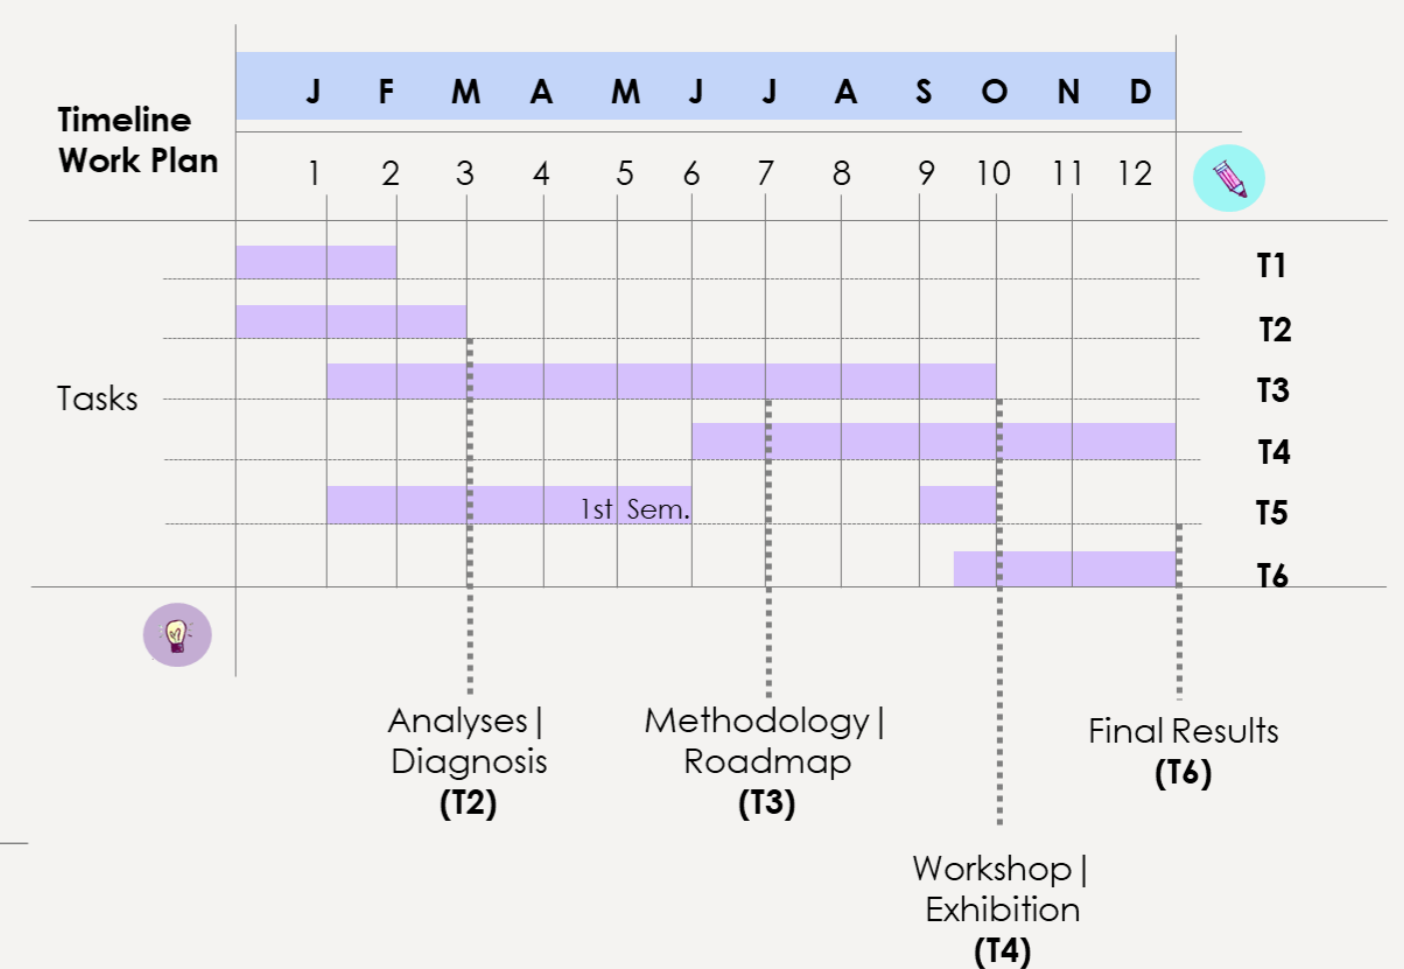 J F M A M J J A S O N D
Timeline
Work Plan
1 2 3 4 5 6 7 8 9 10 11 12
T1
T2
Tasks
T3
T4
1st Sem.
T5
T6
Analyses|
Diagnosis
(T2)
Methodology|
Roadmap
(T3)
Final Results
(T6)
Workshop|
Exhibition
(T4)